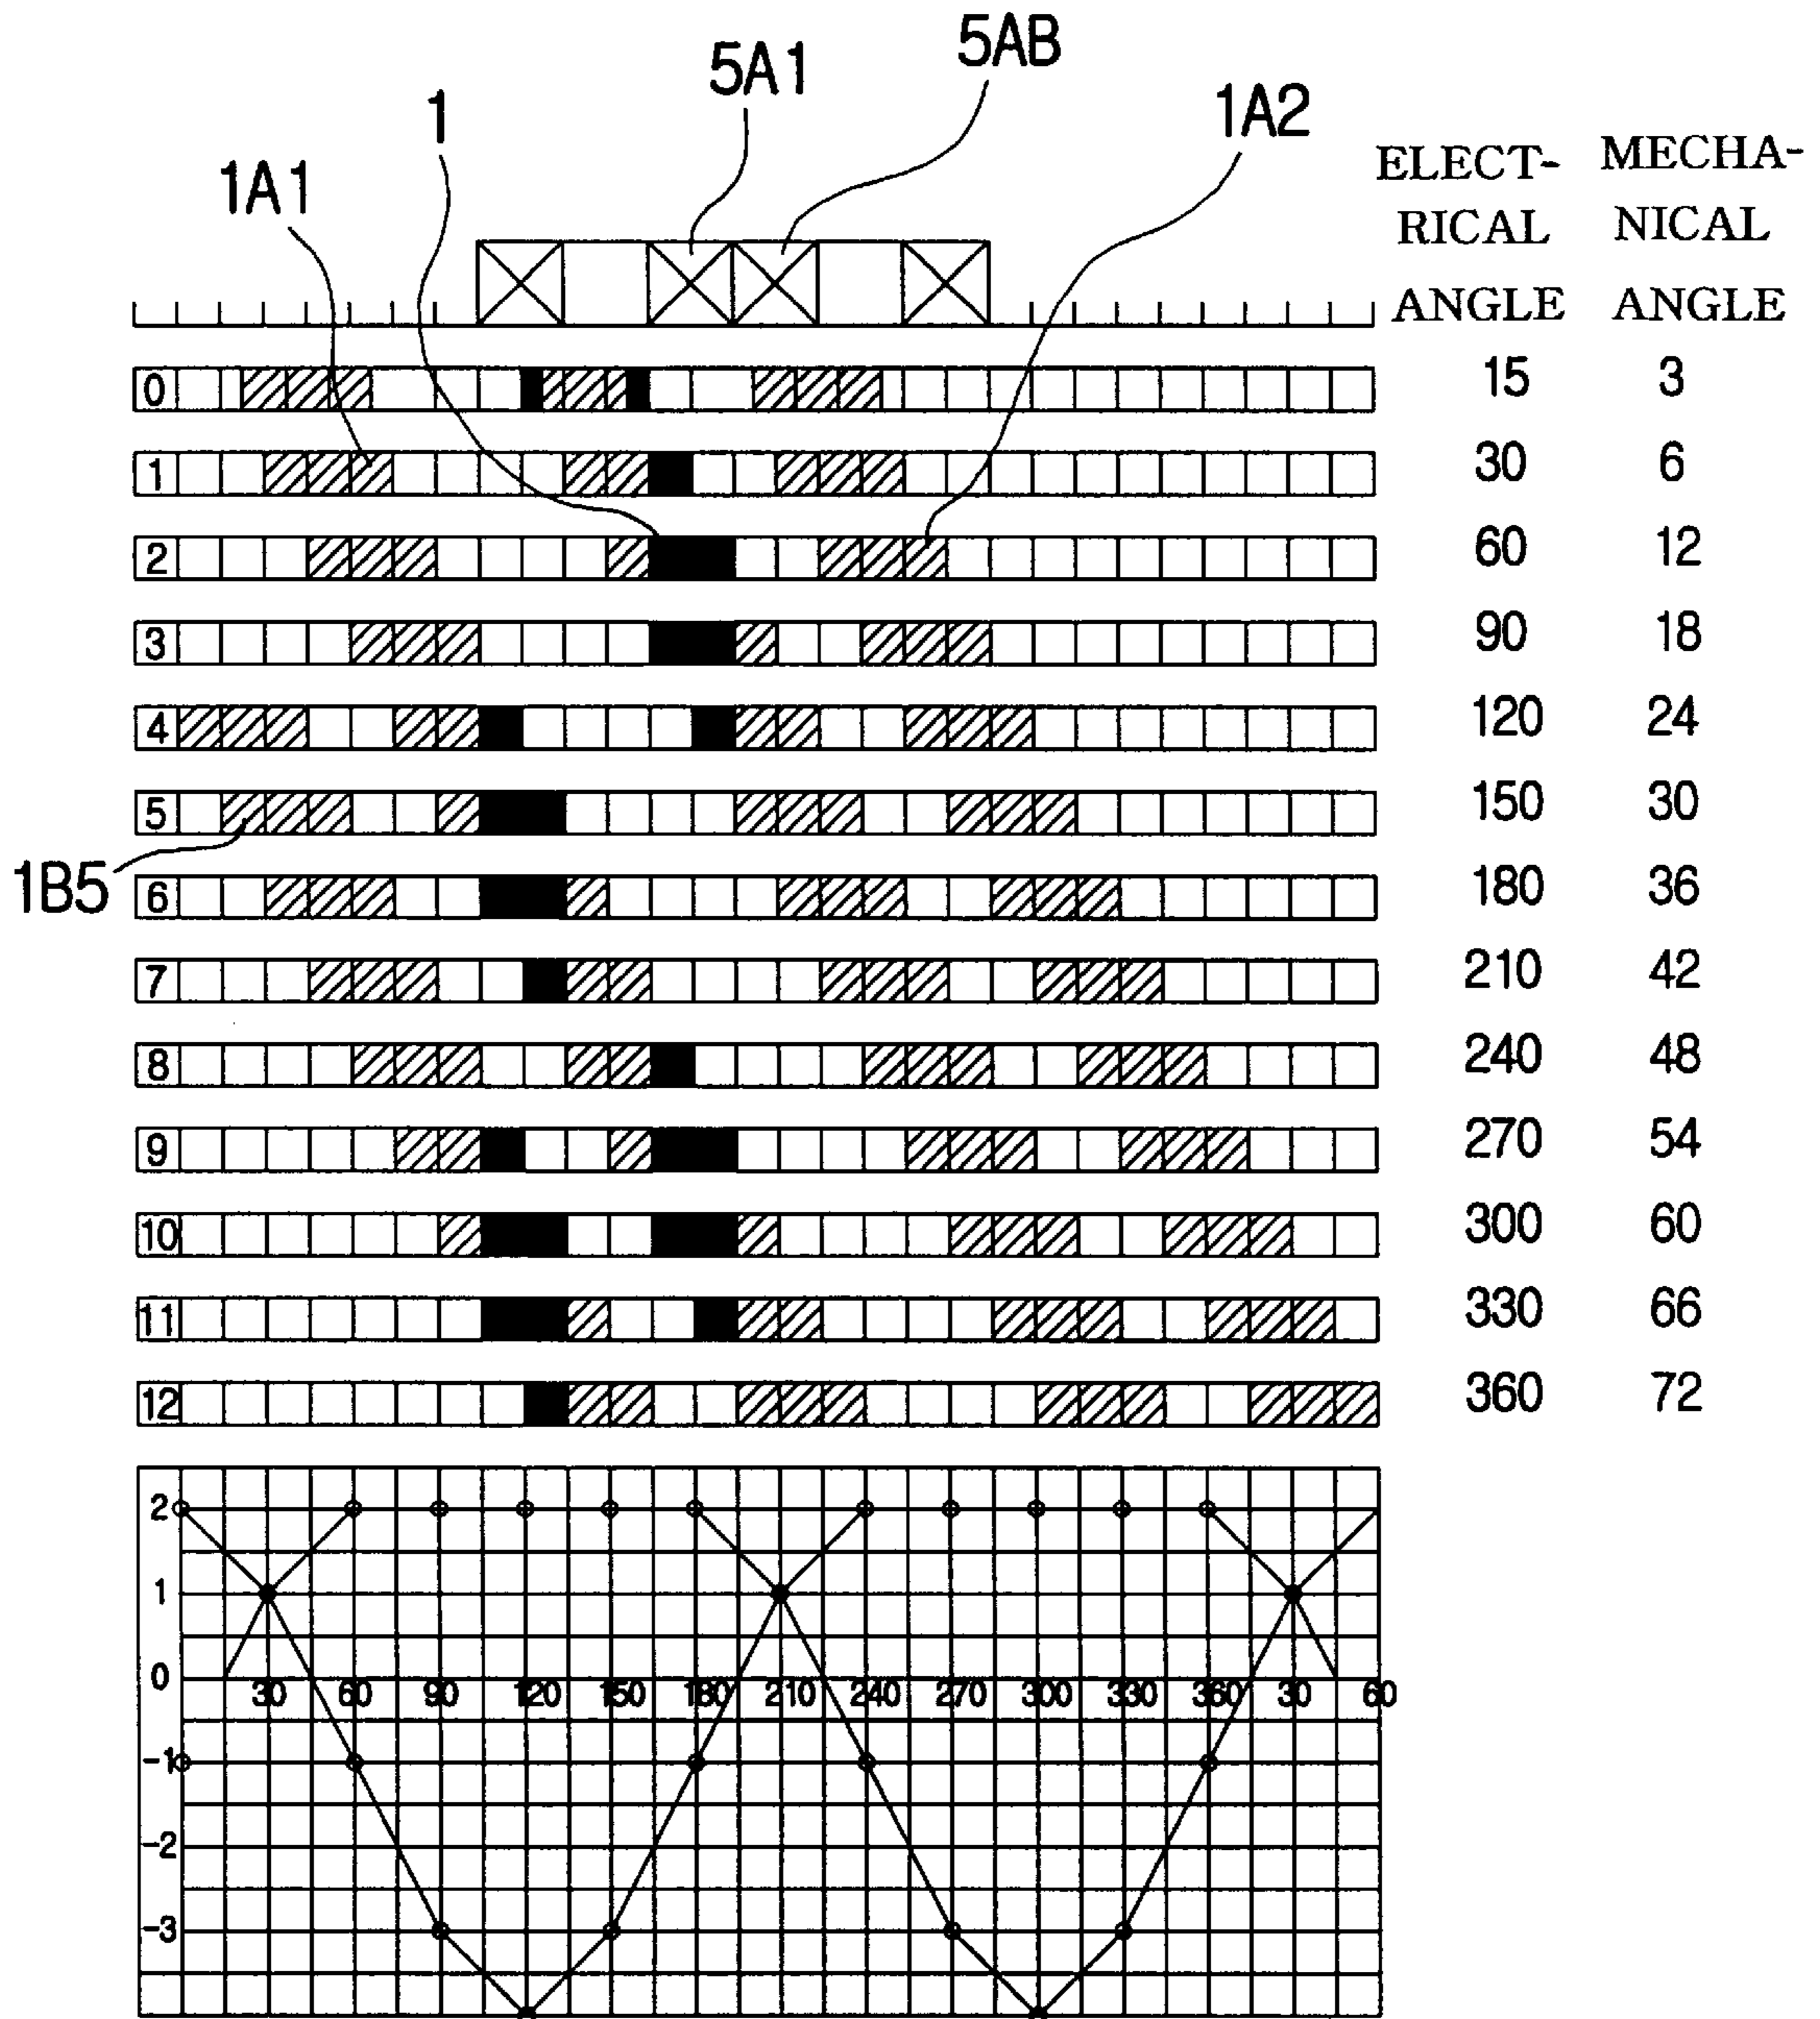 5AB
5A1
1
1A2
1A1
ELECT- MECHA-
RICAL NICAL
ANGLE ANGLE
0 15 3
1 30 6
2 60 12
3 90 18
4 120 24
5 150 30
1B5
6 180 36
7 210 42
8 240 48
9 270 54
10 300 60
11 330 66
12 360 72
2
1
0
30 60 90 120 150 180 210 240 270 300 330 360 30 60
-1
-2
-3